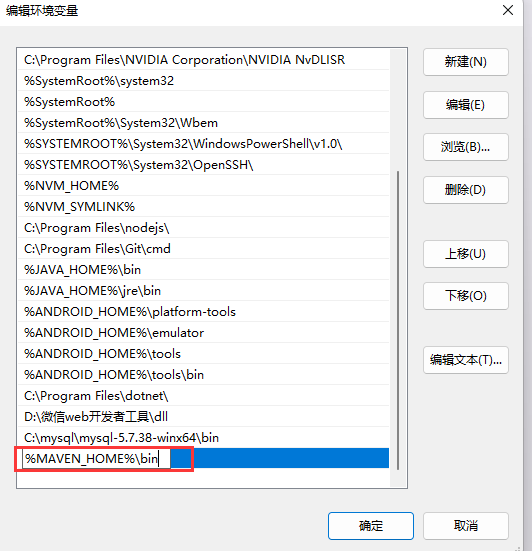 编辑环境变量
C:\Program Files\NVIDIA Corporation\NVIDIA NvDLISR
%SystemRoot%\system32
%SystemRoot%
%SystemRoot%\System32\Wbem
%SYSTEMROOT%\System32\WindowsPowerShell\v1.0\
%SYSTEMROOT%\System32\OpenSSH\
%NVM_HOME%
%NVM_SYMLINK%
C:\Program Files\nodejs\
C:\Program Files\Git\cmd
%JAVA_HOME%\bin
%JAVA_HOME%\jre\bin
%ANDROID_HOME%\platform-tools
%ANDROID_HOME%\emulator
%ANDROID_HOME%\tools
%ANDROID_HOME%\tools\bin
C:\Program Files\dotnet\
D:\微信web开发者工具\dll
C:\mysql\mysql-5.7.38-winx64\bin
%MAVEN_HOME%\bin
新建(N)
编辑(E)
浏览(B)...
删除(D)
上移(U)
下移(O)
编辑文本(T)...
确定
取消